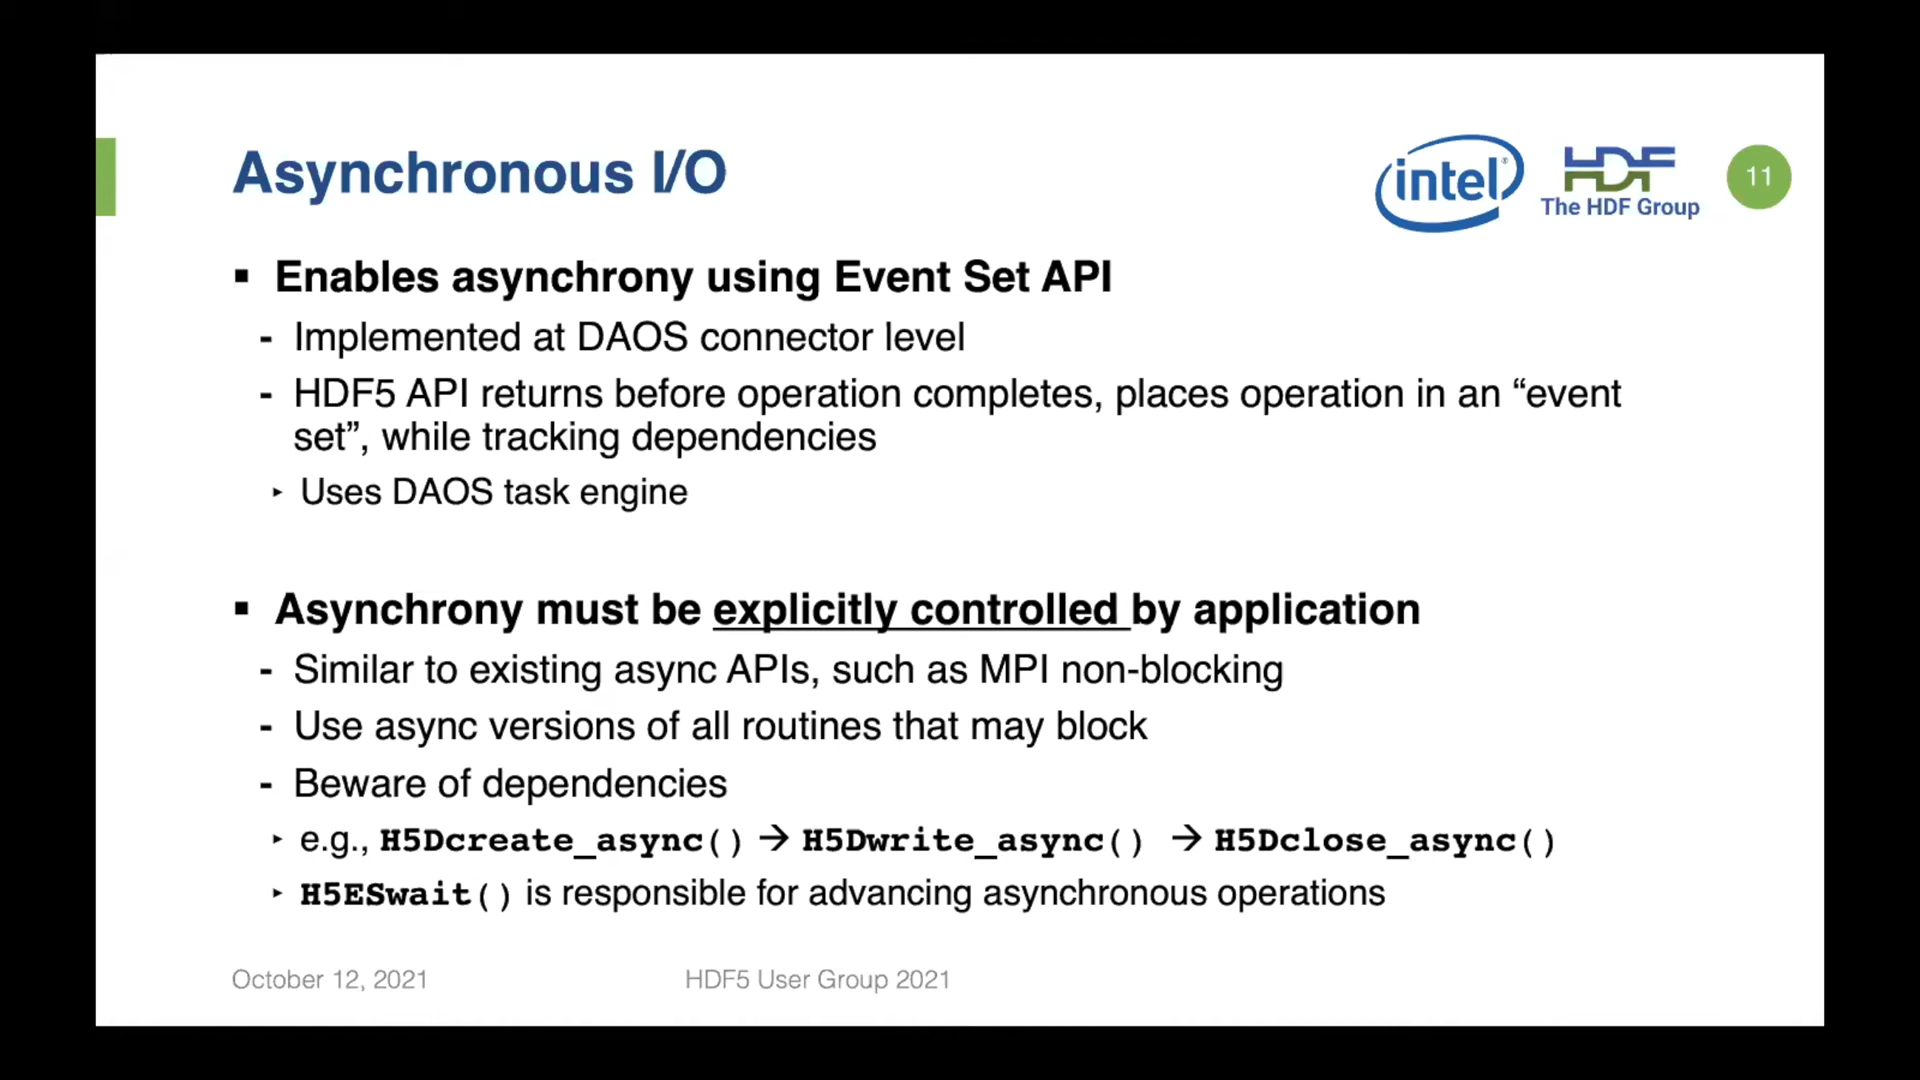 Asynchronous I/O
intel®
HDF
The HDF Group
11
▪ Enables asynchrony using Event Set API
- Implemented at DAOS connector level
- HDF5 API returns before operation completes, places operation in an “event
set”, while tracking dependencies
‣ Uses DAOS task engine
▪ Asynchrony must be explicitly controlled by application
- Similar to existing async APIs, such as MPI non-blocking
- Use async versions of all routines that may block
- Beware of dependencies
‣ e.g., H5Dcreate_async() → H5Dwrite_async() → H5Dclose_async()
‣ H5ESwait() is responsible for advancing asynchronous operations
October 12, 2021
HDF5 User Group 2021